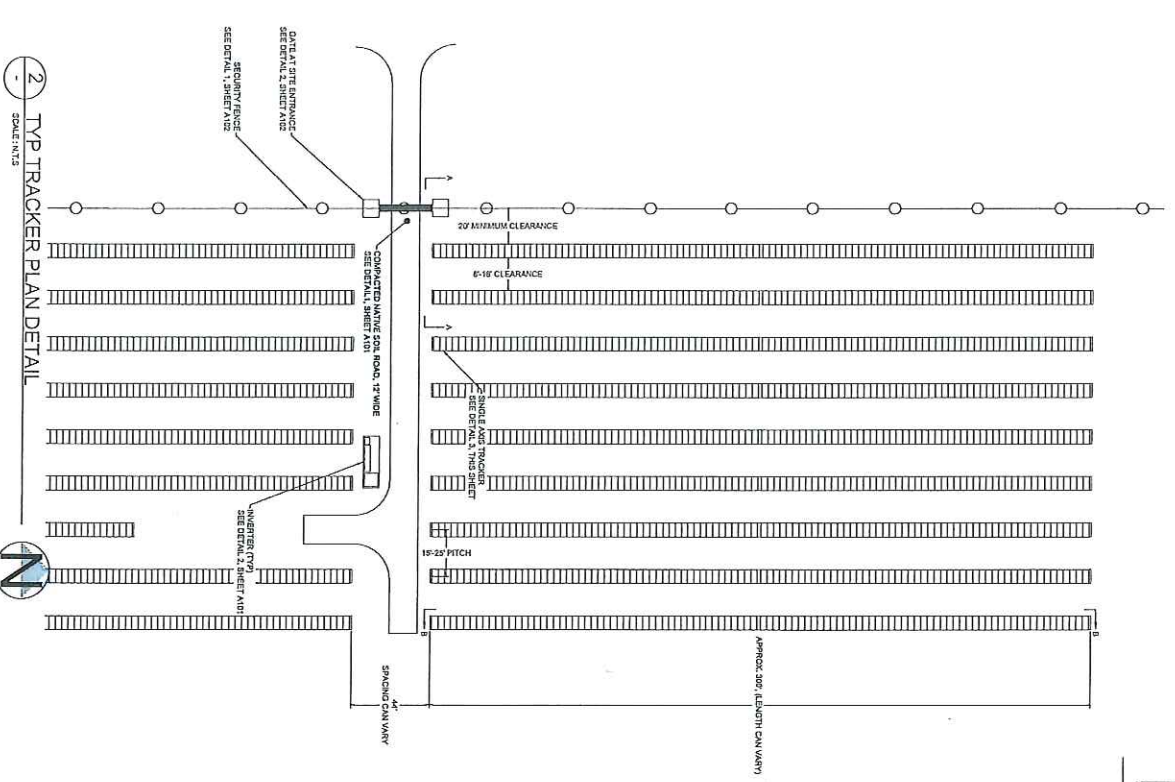 GATE AT SITE ENTRANCE
SEE DETAIL 2, SHEET A102
SECURITY FENCE
SEE DETAIL 1, SHEET A102
A
20' MINIMUM CLEARANCE
8'-18' CLEARANCE
COMPACTED NATIVE SOIL ROAD, 12' WIDE
SEE DETAIL 1, SHEET A101
A
SINGLE AXIS TRACKER
SEE DETAIL 3, THIS SHEET
INVERTER (TYP)
SEE DETAIL 2, SHEET A101
15'-25' PITCH
B
B
APPROX. 300', (LENGTH CAN VARY)
44'
SPACING CAN VARY
2
-
TYP TRACKER PLAN DETAIL
SCALE: N.T.S
N